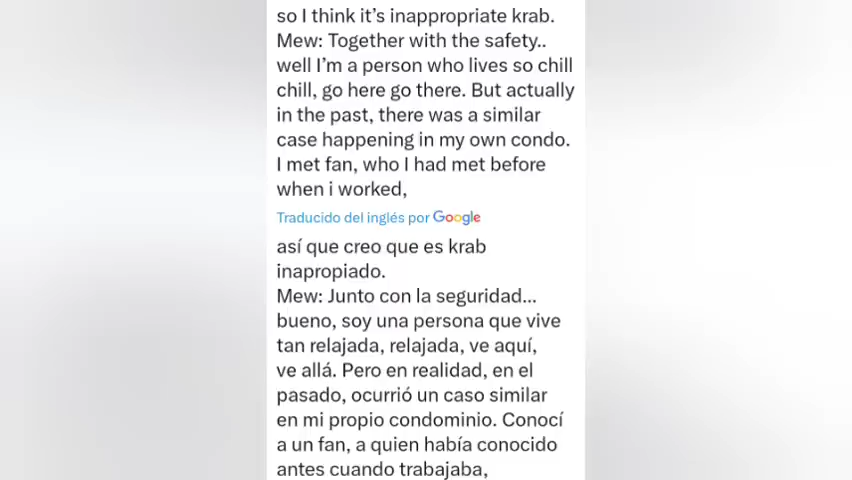 so I think it's inappropriate krab.
Mew: Together with the safety..
well I'm a person who lives so chill
chill, go here go there. But actually
in the past, there was a similar
case happening in my own condo.
I met fan, who I had met before
when i worked,
Traducido del inglés por Google
así que creo que es krab
inapropiado.
Mew: Junto con la seguridad...
bueno, soy una persona que vive
tan relajada, relajada, ve aquí,
ve allá. Pero en realidad, en el
pasado, ocurrió un caso similar
en mi propio condominio. Conocí
a un fan, a quien había conocido
antes cuando trabajaba,